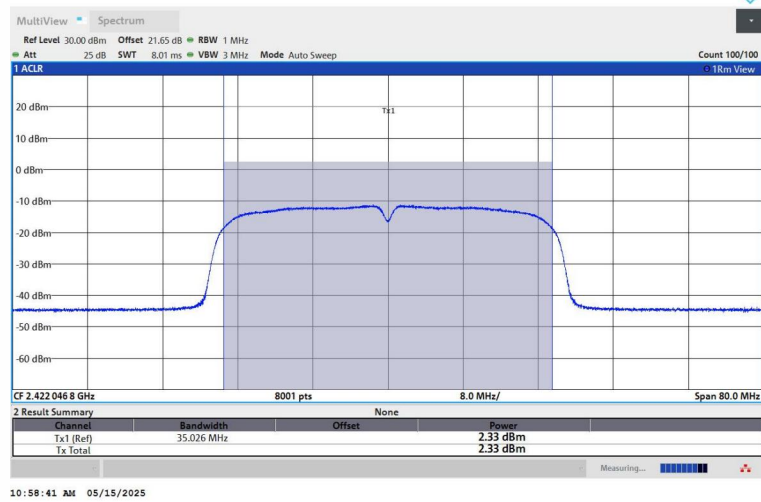 MultiView Spectrum
Ref Level 30.00 dBm Offset 21.65 dB RBW 1 MHz
Att 25 dB SWT 8.01 ms VBW 3 MHz Mode Auto Sweep Count 100/100
1 ACLR 1Rm View
Tx1
20 dBm
10 dBm
0 dBm
-10 dBm
-20 dBm
-30 dBm
-40 dBm
-50 dBm
-60 dBm
CF 2.422 046 8 GHz 8001 pts 8.0 MHz/ Span 80.0 MHz
2 Result Summary None
Channel Bandwidth Offset Power
Tx1 (Ref) 35.026 MHz 2.33 dBm
Tx Total 2.33 dBm
Measuring...
10:58:41 AM 05/15/2025